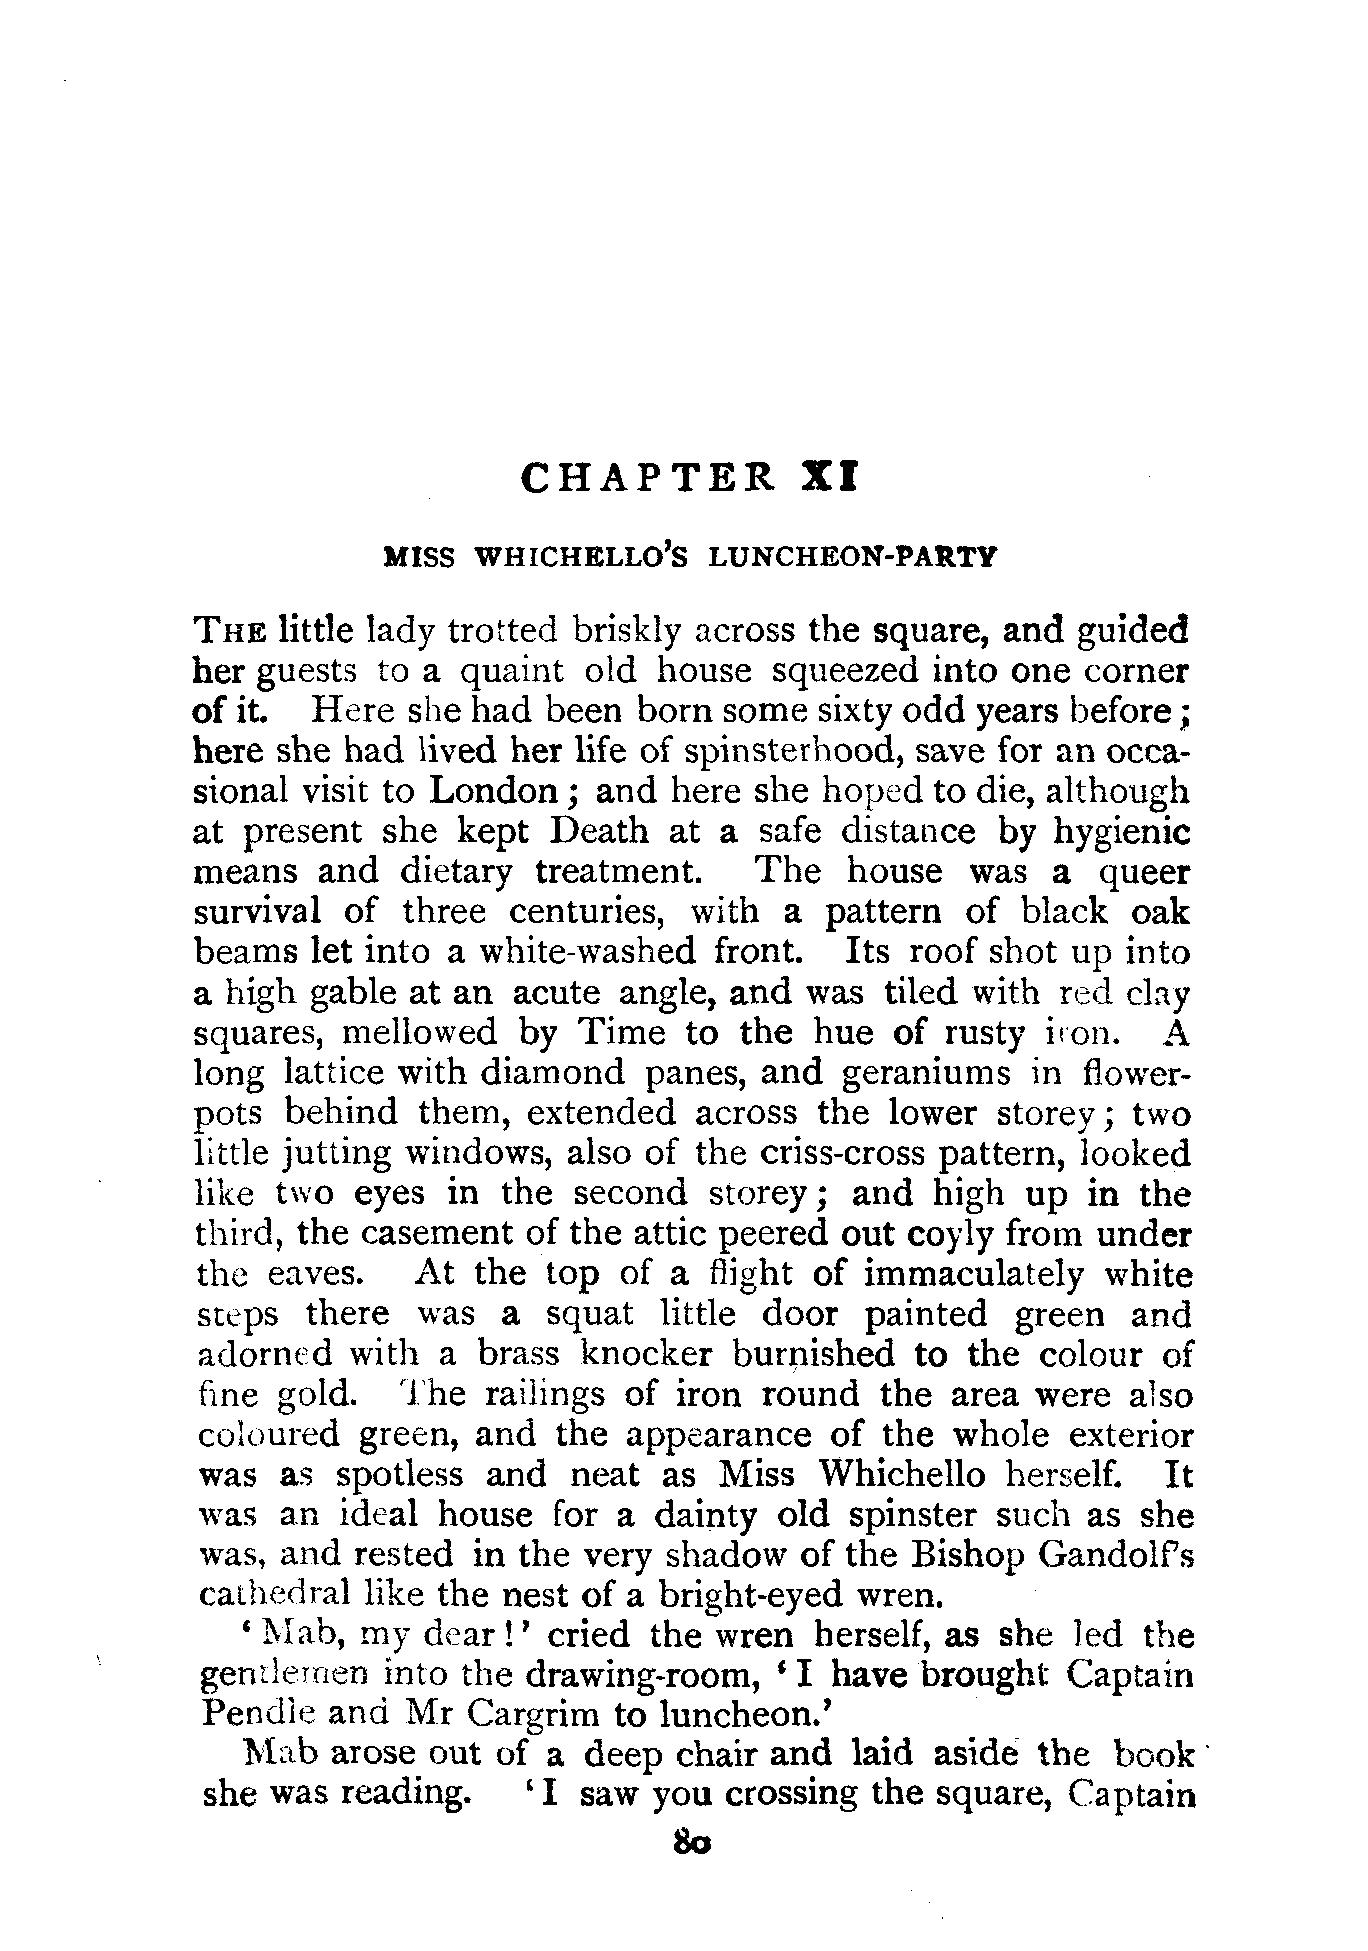 CHAPTER XI
MISS WHICHELLO'S LUNCHEON-PARTY
THE little lady trotted briskly across the square, and guided
her guests to a quaint old house squeezed into one corner
of it. Here she had been born some sixty odd years before;
here she had lived her life of spinsterhood, save for an occa-
sional visit to London; and here she hoped to die, although
at present she kept Death at a safe distance by hygienic
means and dietary treatment. The house was a queer
survival of three centuries, with a pattern of black oak
beams let into a white-washed front. Its roof shot up into
a high gable at an acute angle, and was tiled with red clay
squares, mellowed by Time to the hue of rusty iron. A
long lattice with diamond panes, and geraniums in flower-
pots behind them, extended across the lower storey; two
little jutting windows, also of the criss-cross pattern, looked
like two eyes in the second storey; and high up in the
third, the casement of the attic peered out coyly from under
the eaves. At the top of a flight of immaculately white
steps there was a squat little door painted green and
adorned with a brass knocker burnished to the colour of
fine gold. The railings of iron round the area were also
coloured green, and the appearance of the whole exterior
was as spotless and neat as Miss Whichello herself. It
was an ideal house for a dainty old spinster such as she
was, and rested in the very shadow of the Bishop Gandolf's
cathedral like the nest of a bright-eyed wren.
‘Mab, my dear!’ cried the wren herself, as she led the
gentlemen into the drawing-room, ‘I have brought Captain
Pendle and Mr Cargrim to luncheon.’
Mab arose out of a deep chair and laid aside the book
she was reading. ‘I saw you crossing the square, Captain
80